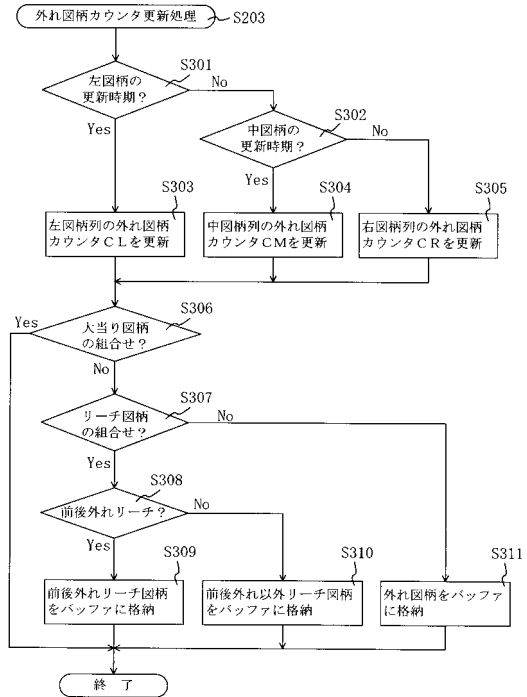 外れ図柄カウンタ更新処理
S203
左図柄の
更新時期？
S301
No
Yes
中図柄の
更新時期？
S302
No
Yes
S303
左図柄列の外れ図柄
カウンタＣＬを更新
S304
中図柄列の外れ図柄
カウンタＣＭを更新
S305
右図柄列の外れ図柄
カウンタＣＲを更新
S306
Yes
大当り図柄
の組合せ？
No
S307
リーチ図柄
の組合せ？
No
Yes
S308
前後外れリーチ？
No
Yes
S309
前後外れリーチ図柄
をバッファに格納
S310
前後外れ以外リーチ図柄
をバッファに格納
S311
外れ図柄をバッファ
に格納
終　了